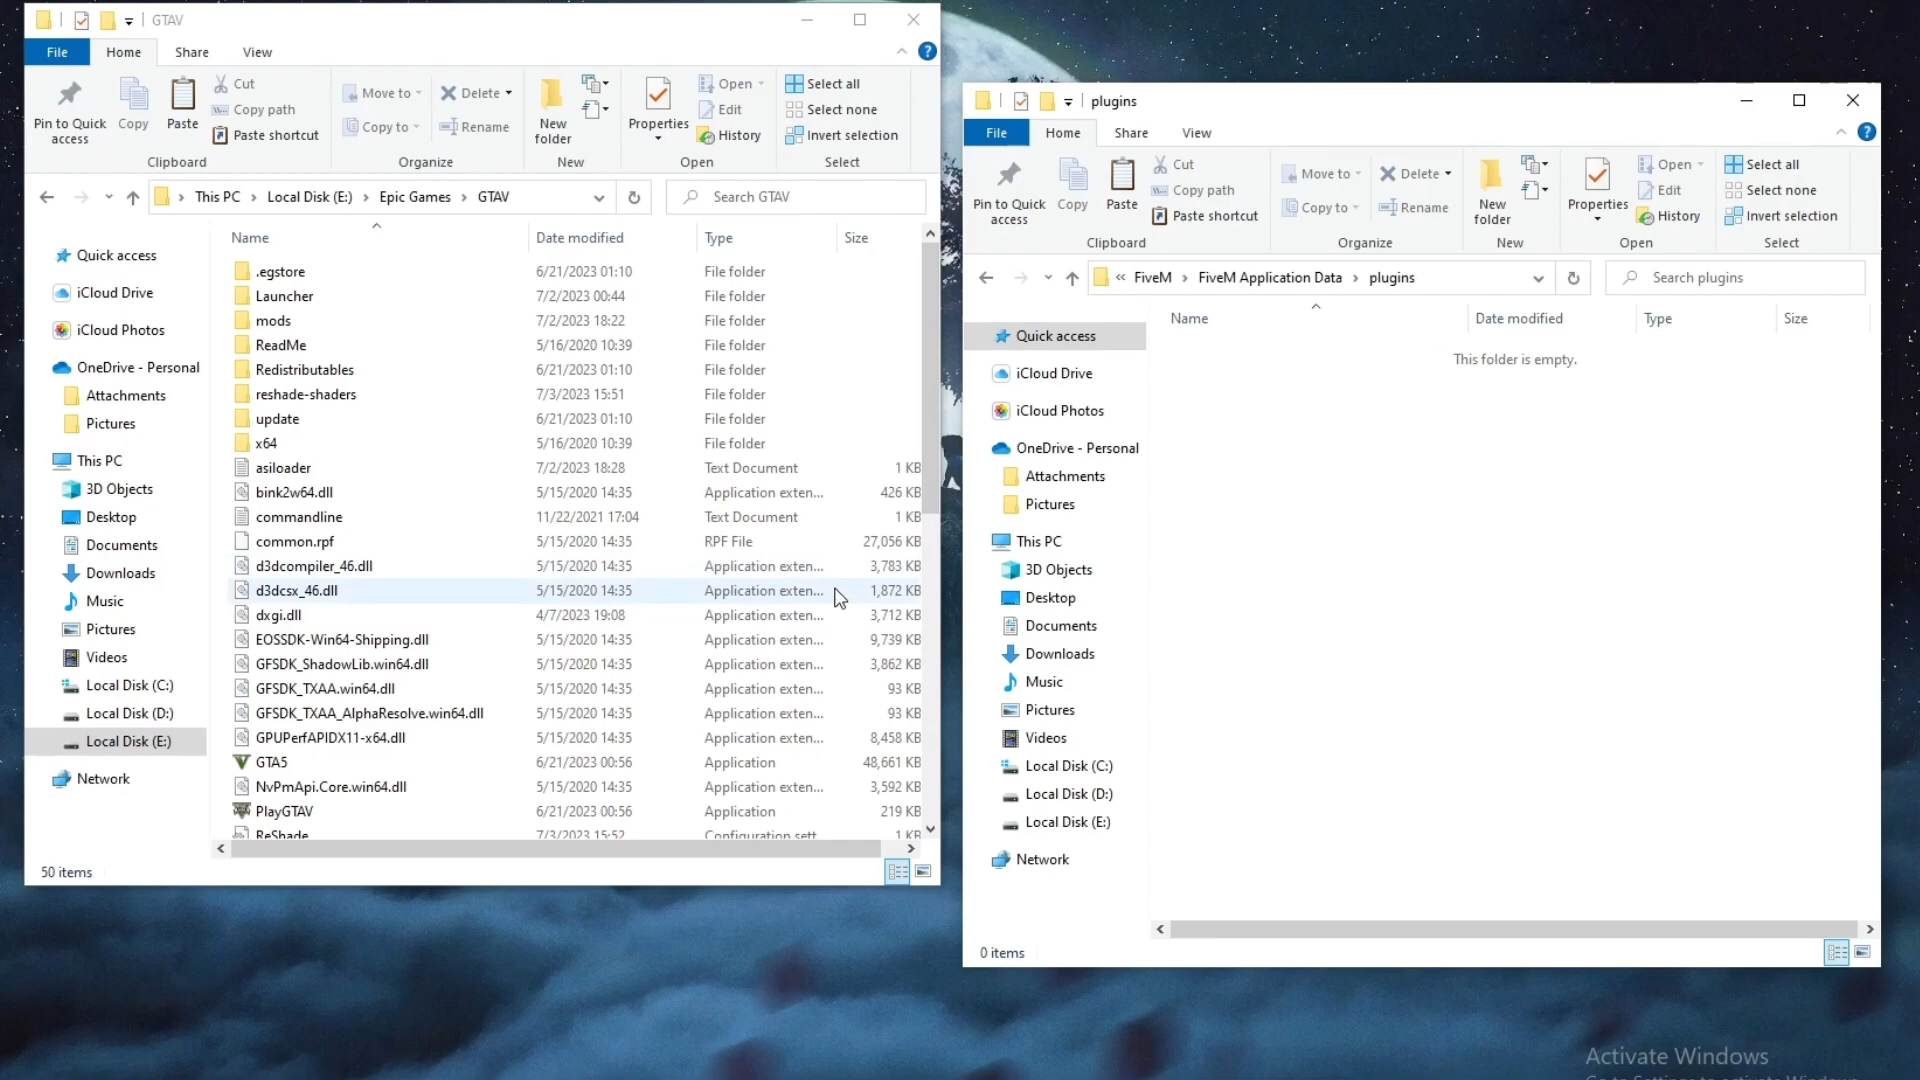 GTAV
File Home Share View
Pin to Quick access
Copy
Paste
Cut
Copy path
Paste shortcut
Clipboard
Move to
Copy to
Delete
Rename
Organize
New folder
New
Properties
Open
Edit
History
Open
Select all
Select none
Invert selection
Select
This PC > Local Disk (E:) > Epic Games > GTAV
Search GTAV
Quick access
iCloud Drive
iCloud Photos
OneDrive - Personal
Attachments
Pictures
This PC
3D Objects
Desktop
Documents
Downloads
Music
Pictures
Videos
Local Disk (C:)
Local Disk (D:)
Local Disk (E:)
Network
Name Date modified Type Size
.egstore 6/21/2023 01:10 File folder
Launcher 7/2/2023 00:44 File folder
mods 7/2/2023 18:22 File folder
ReadMe 5/16/2020 10:39 File folder
Redistributables 6/21/2023 01:10 File folder
reshade-shaders 7/3/2023 15:51 File folder
update 6/21/2023 01:10 File folder
x64 5/16/2020 10:39 File folder
asiloader 7/2/2023 18:28 Text Document 1 KB
bink2w64.dll 5/15/2020 14:35 Application exten... 426 KB
commandline 11/22/2021 17:04 Text Document 1 KB
common.rpf 5/15/2020 14:35 RPF File 27,056 KB
d3dcompiler_46.dll 5/15/2020 14:35 Application exten... 3,783 KB
d3dcsx_46.dll 5/15/2020 14:35 Application exten... 1,872 KB
dxgi.dll 4/7/2023 19:08 Application exten... 3,712 KB
EOSSDK-Win64-Shipping.dll 5/15/2020 14:35 Application exten... 9,739 KB
GFSDK_ShadowLib.win64.dll 5/15/2020 14:35 Application exten... 3,862 KB
GFSDK_TXAA.win64.dll 5/15/2020 14:35 Application exten... 93 KB
GFSDK_TXAA_AlphaResolve.win64.dll 5/15/2020 14:35 Application exten... 93 KB
GPUPerfAPIDX11-x64.dll 5/15/2020 14:35 Application exten... 8,458 KB
GTA5 6/21/2023 00:56 Application 48,661 KB
NvPmApi.Core.win64.dll 5/15/2020 14:35 Application exten... 3,592 KB
PlayGTAV 6/21/2023 00:56 Application 219 KB
ReShade 7/3/2023 15:52 Configuration sett... 1 KB
50 items
plugins
File Home Share View
Pin to Quick access
Copy
Paste
Cut
Copy path
Paste shortcut
Clipboard
Move to
Copy to
Delete
Rename
Organize
New folder
New
Properties
Open
Edit
History
Open
Select all
Select none
Invert selection
Select
« FiveM > FiveM Application Data > plugins
Search plugins
Quick access
iCloud Drive
iCloud Photos
OneDrive - Personal
Attachments
Pictures
This PC
3D Objects
Desktop
Documents
Downloads
Music
Pictures
Videos
Local Disk (C:)
Local Disk (D:)
Local Disk (E:)
Network
Name Date modified Type Size
This folder is empty.
0 items
Activate Windows